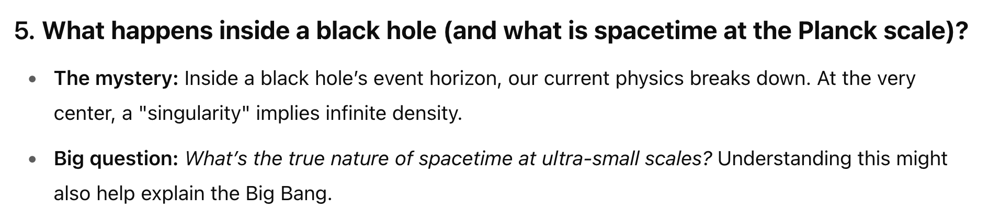 5. What happens inside a black hole (and what is spacetime at the Planck scale)?
• The mystery: Inside a black hole’s event horizon, our current physics breaks down. At the very
center, a "singularity" implies infinite density.
• Big question: What’s the true nature of spacetime at ultra-small scales? Understanding this might
also help explain the Big Bang.